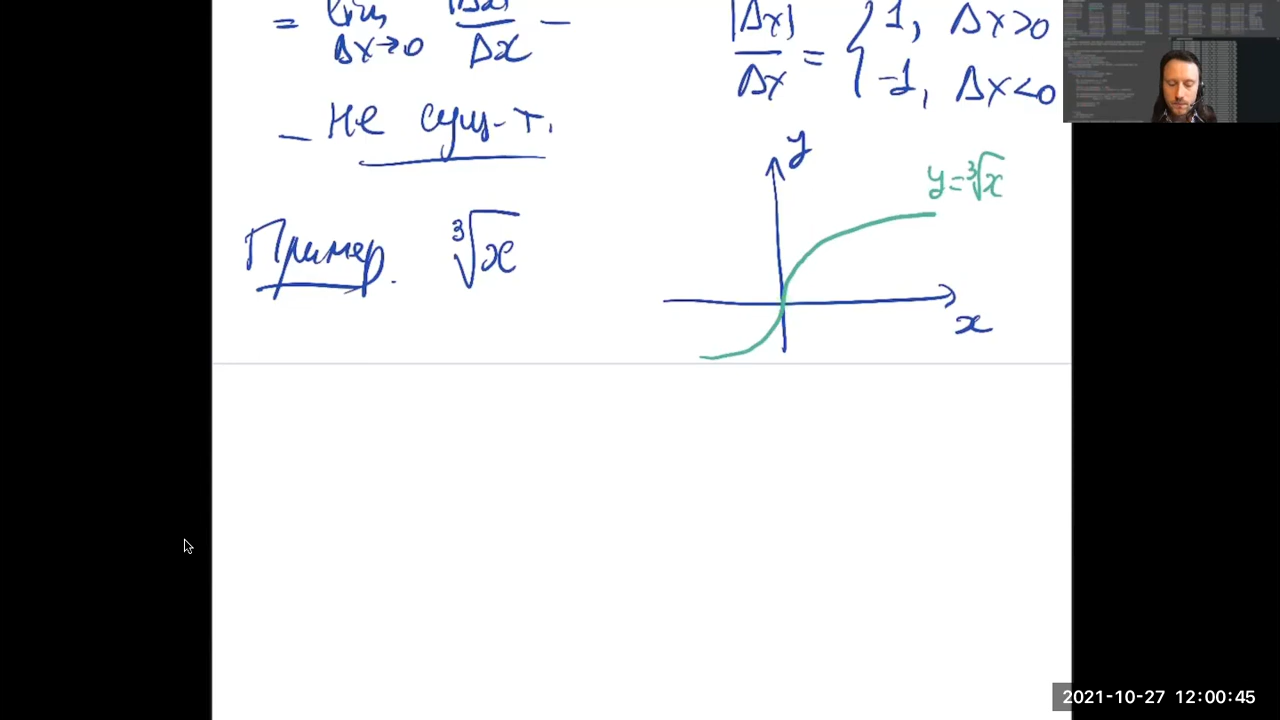 = lim |Δx| / Δx —
Δx→0
— не сущ-т.
|Δx| / Δx = { 1, Δx>0
-1, Δx<0
y
y=∛x
Пример. ∛x
x
2021-10-27 12:00:45